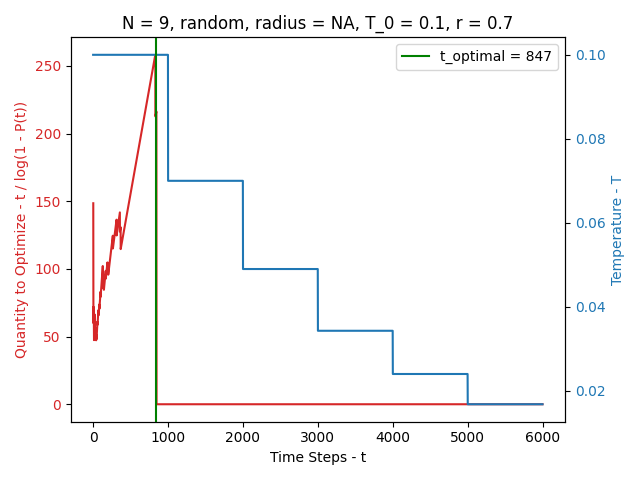 N = 9, random, radius = NA, T_0 = 0.1, r = 0.7
t_optimal = 847
Quantity to Optimize - t / log(1 - P(t))
250
200
150
100
50
0
0.10
0.08
0.06
0.04
0.02
Temperature - T
0 1000 2000 3000 4000 5000 6000
Time Steps - t